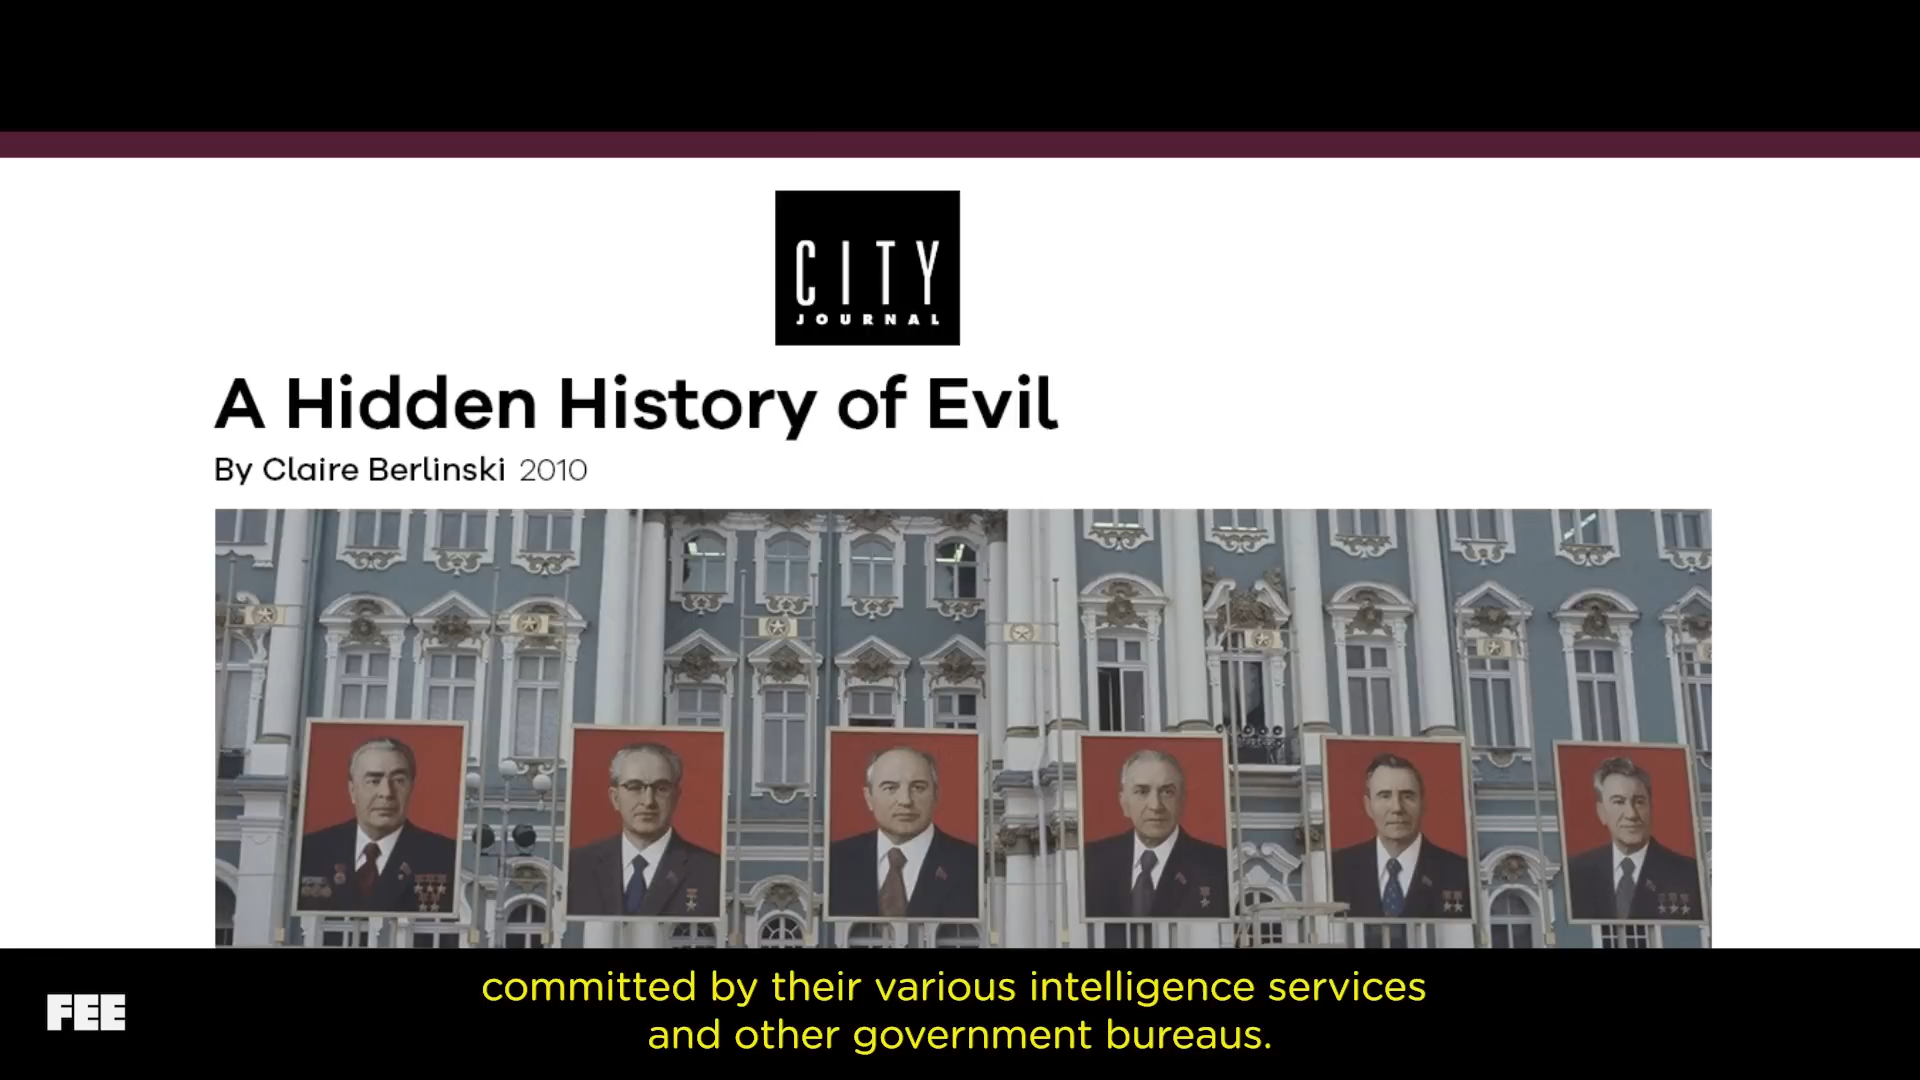 CITY
JOURNAL
A Hidden History of Evil
By Claire Berlinski 2010
committed by their various intelligence services
and other government bureaus.
FEE